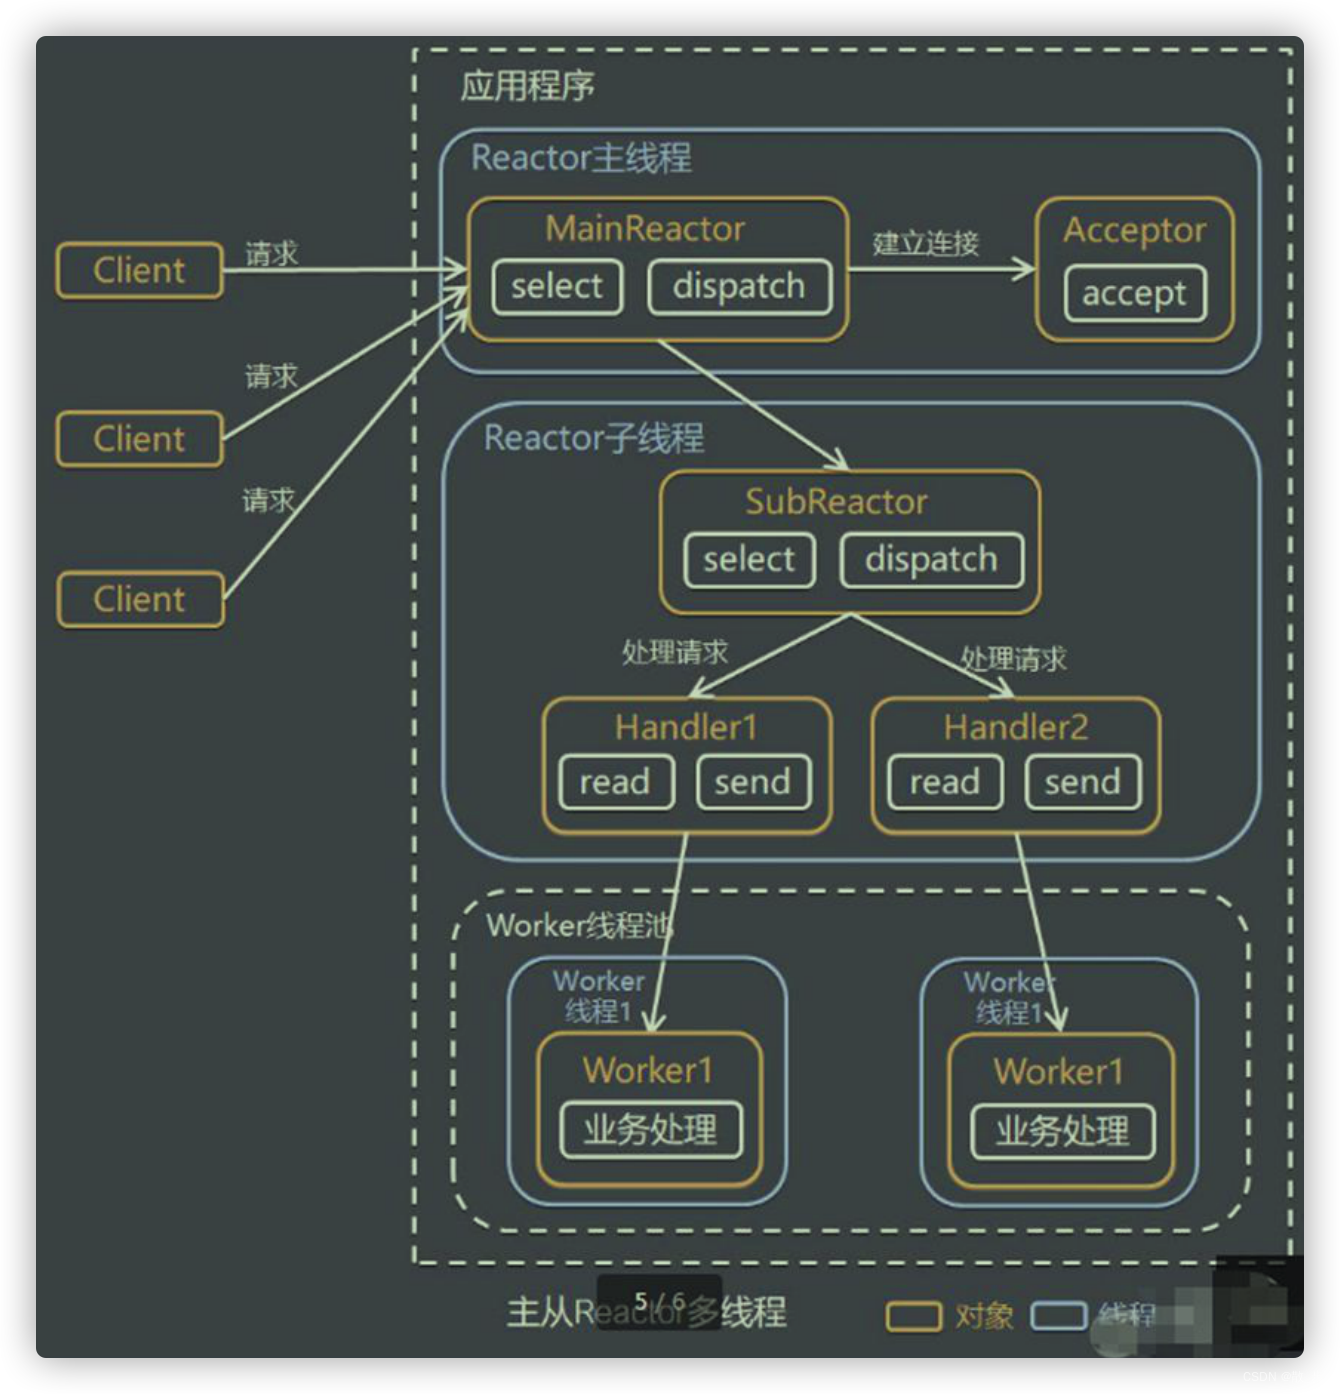 应用程序
Reactor主线程
MainReactor
select
dispatch
建立连接
Acceptor
accept
Client
请求
Client
请求
Client
请求
Reactor子线程
SubReactor
select
dispatch
处理请求
处理请求
Handler1
read
send
Handler2
read
send
Worker线程池
Worker
线程1
Worker1
业务处理
Worker
线程1
Worker1
业务处理
主从Reactor多线程
5 / 6
对象
线程